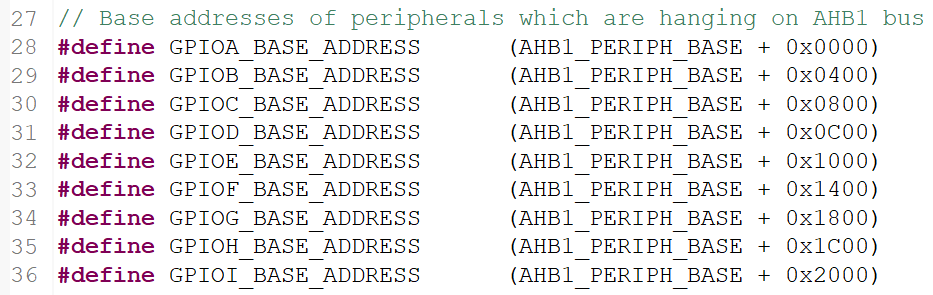 27 // Base addresses of peripherals which are hanging on AHB1 bus
28 #define GPIOA_BASE_ADDRESS (AHB1_PERIPH_BASE + 0x0000)
29 #define GPIOB_BASE_ADDRESS (AHB1_PERIPH_BASE + 0x0400)
30 #define GPIOC_BASE_ADDRESS (AHB1_PERIPH_BASE + 0x0800)
31 #define GPIOD_BASE_ADDRESS (AHB1_PERIPH_BASE + 0x0C00)
32 #define GPIOE_BASE_ADDRESS (AHB1_PERIPH_BASE + 0x1000)
33 #define GPIOF_BASE_ADDRESS (AHB1_PERIPH_BASE + 0x1400)
34 #define GPIOG_BASE_ADDRESS (AHB1_PERIPH_BASE + 0x1800)
35 #define GPIOH_BASE_ADDRESS (AHB1_PERIPH_BASE + 0x1C00)
36 #define GPIOI_BASE_ADDRESS (AHB1_PERIPH_BASE + 0x2000)